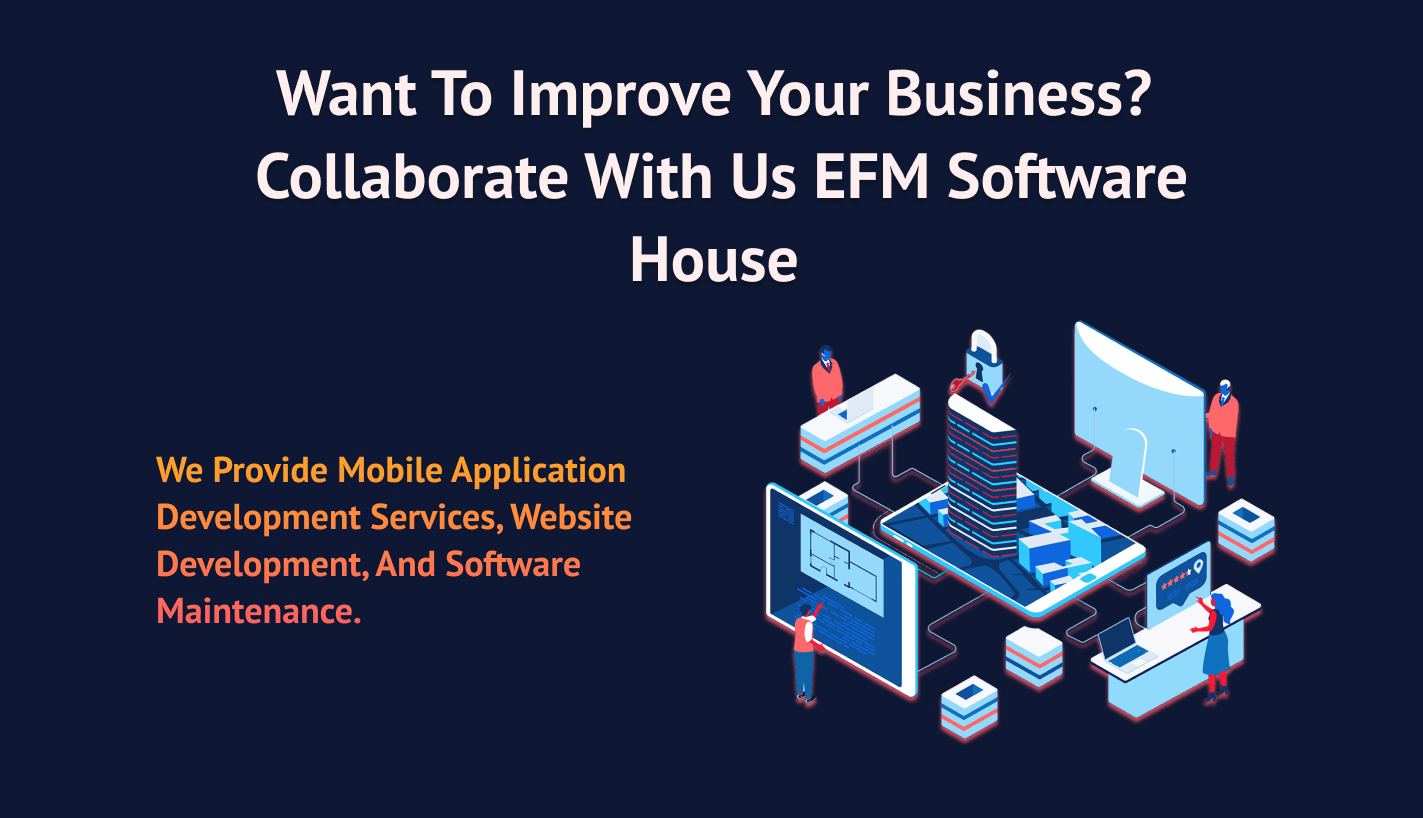 Want To Improve Your Business?
Collaborate With Us EFM Software
House
We Provide Mobile Application
Development Services, Website
Development, And Software
Maintenance.